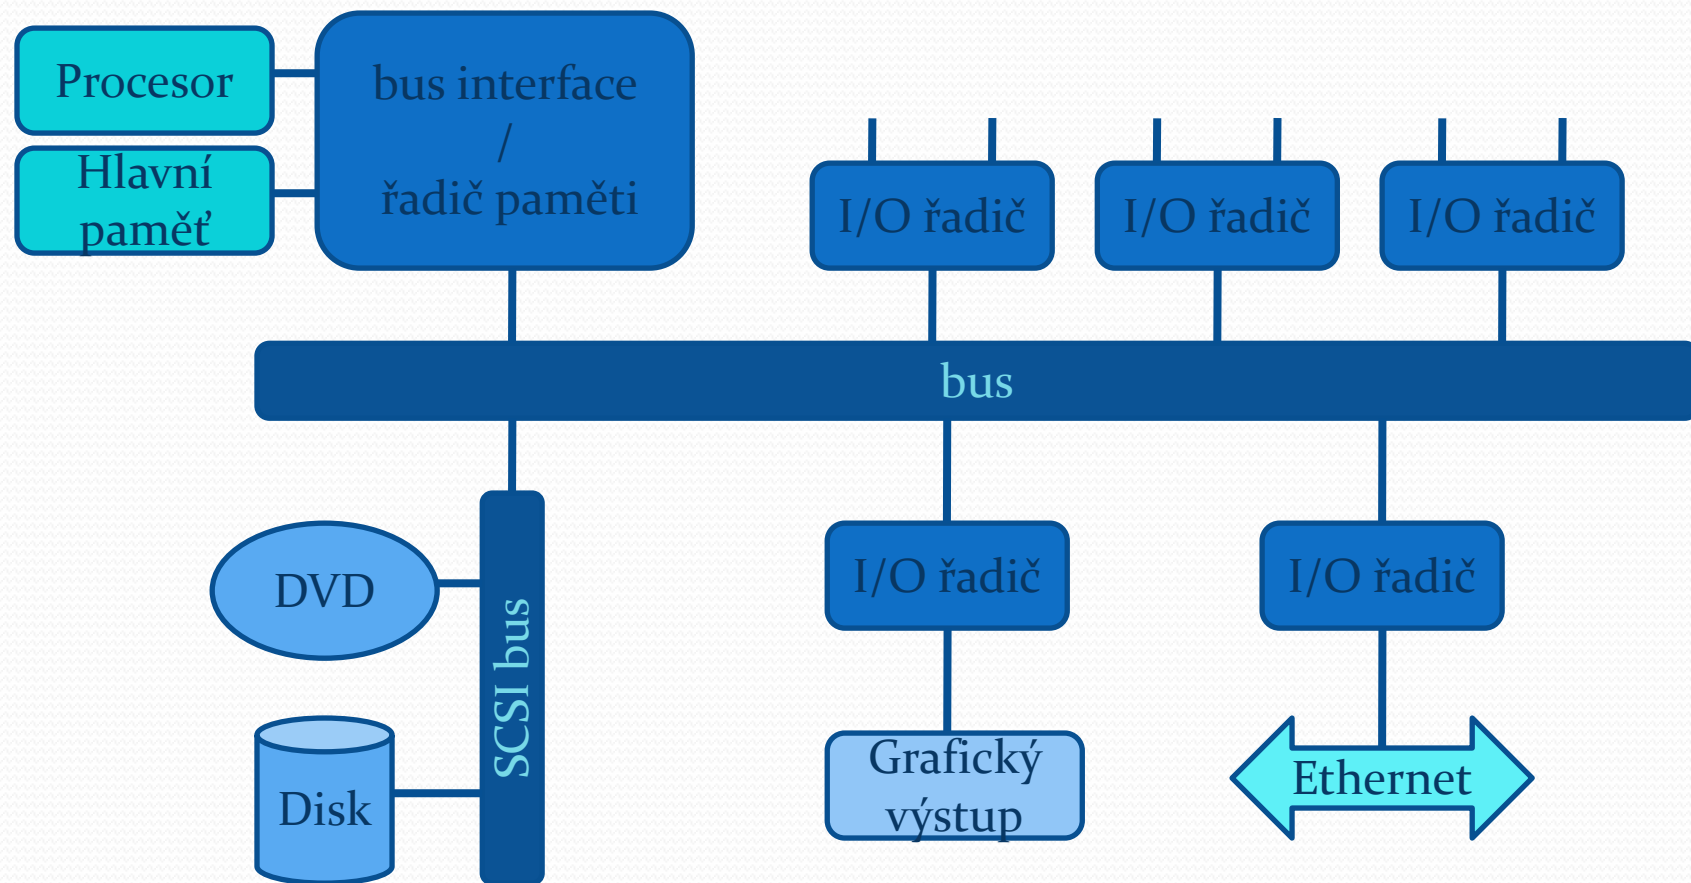 Procesor
Hlavní
paměť
bus interface
/
řadič paměti
I/O řadič
I/O řadič
I/O řadič
bus
DVD
Disk
SCSI bus
I/O řadič
Grafický
výstup
I/O řadič
Ethernet